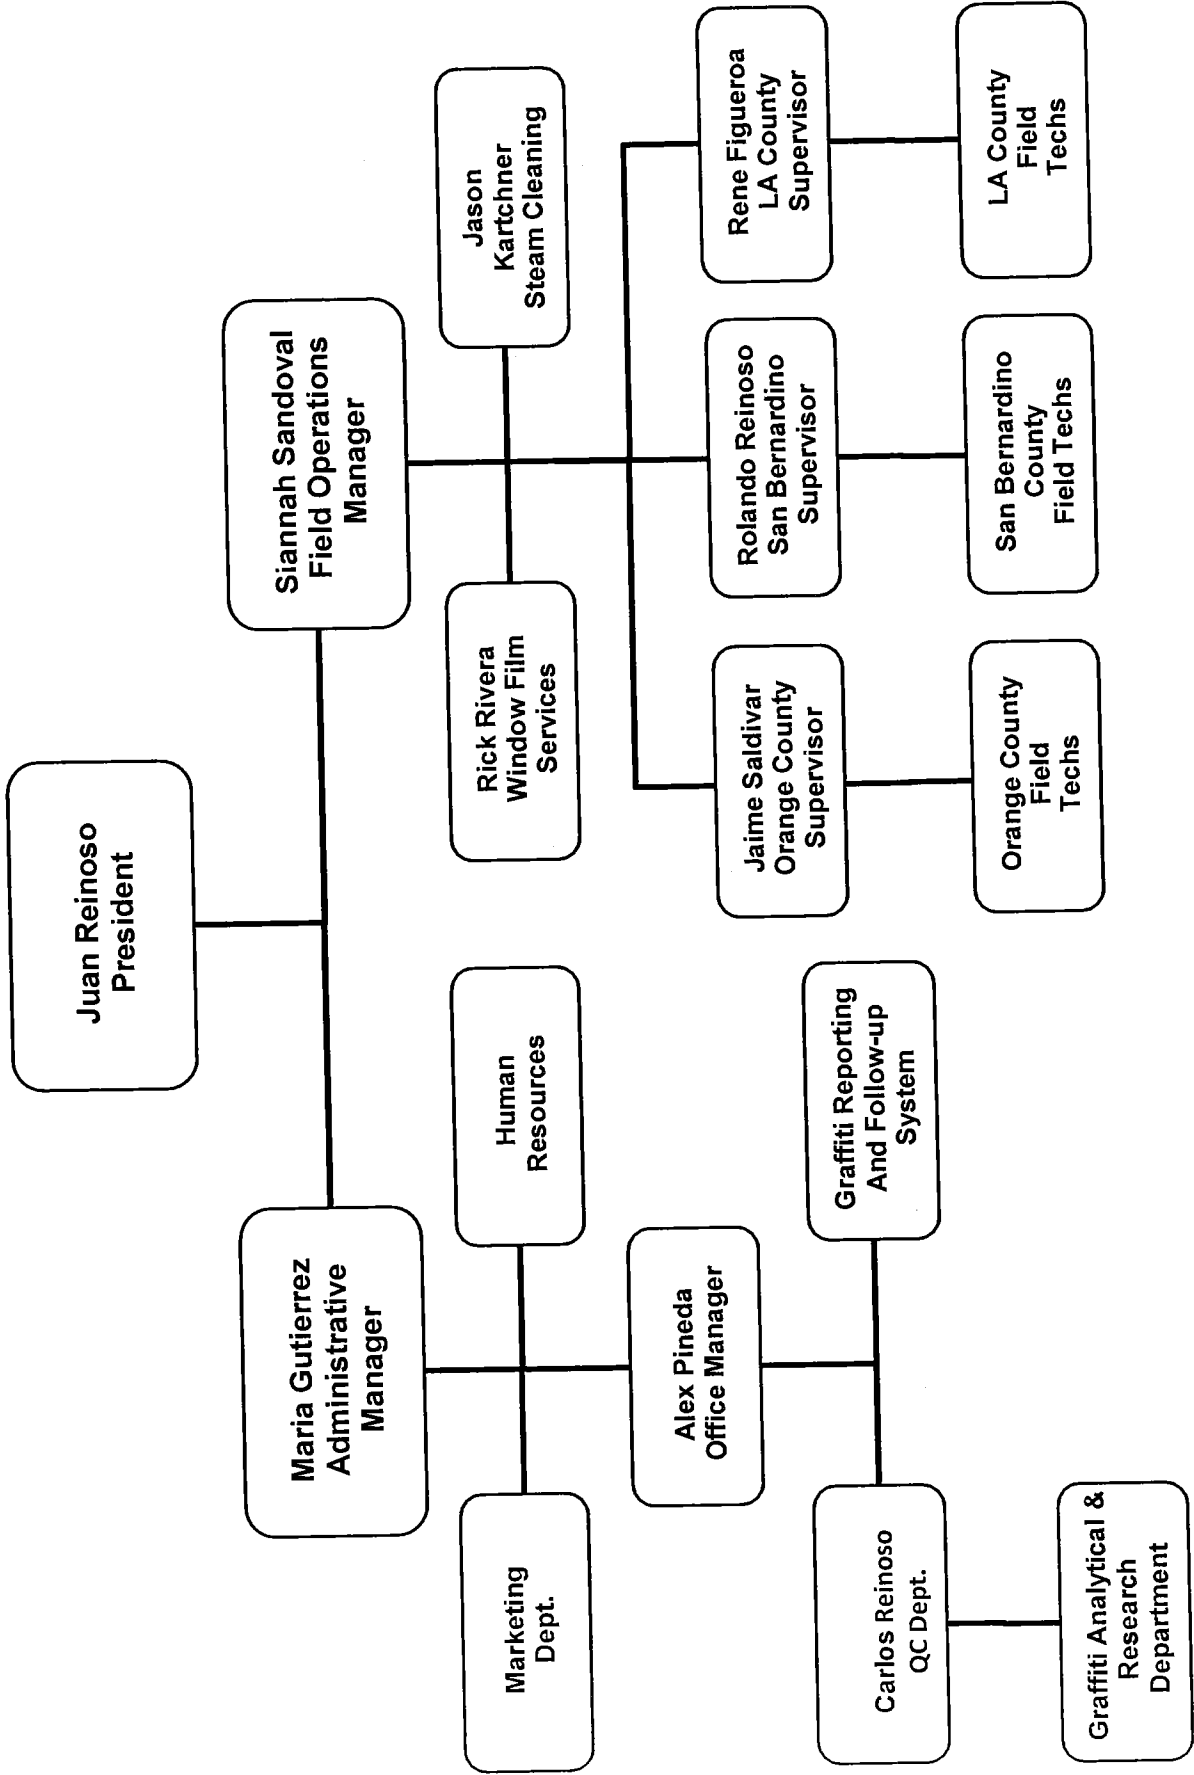 Juan Reinoso
President
Maria Gutierrez
Administrative
Manager
Siannah Sandoval
Field Operations
Manager
Marketing
Dept.
Human
Resources
Rick Rivera
Window Film
Services
Jason
Kartchner
Steam Cleaning
Alex Pineda
Office Manager
Jaime Saldivar
Orange County
Supervisor
Rolando Reinoso
San Bernardino
Supervisor
Rene Figueroa
LA County
Supervisor
Carlos Reinoso
QC Dept.
Graffiti Reporting
And Follow-up
System
Orange County
Field
Techs
San Bernardino
County
Field Techs
LA County
Field
Techs
Graffiti Analytical &
Research
Department